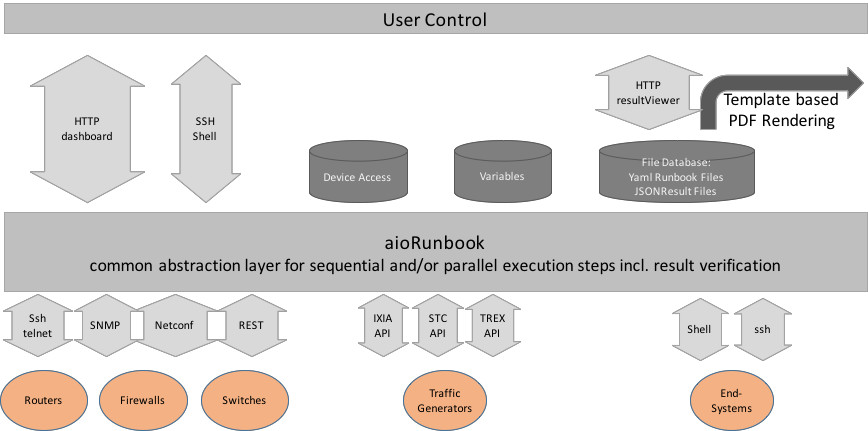 User Control
HTTP
dashboard
SSH
Shell
HTTP
resultViewer
Template based
PDF Rendering
Device Access
Variables
File Database:
Yaml Runbook Files
JSONResult Files
aioRunbook
common abstraction layer for sequential and/or parallel execution steps incl. result verification
Ssh
telnet
SNMP
Netconf
REST
IXIA
API
STC
API
TREX
API
Shell
ssh
Routers
Firewalls
Switches
Traffic
Generators
End-
Systems